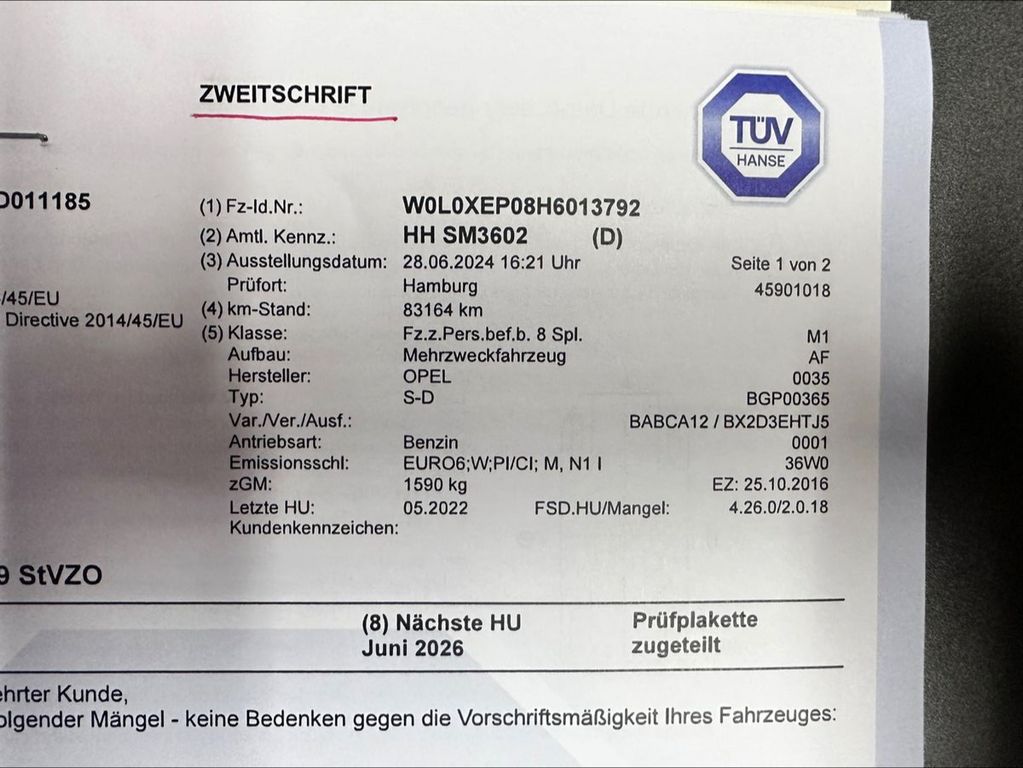 ZWEITSCHRIFT
TÜV
HANSE
D011185
(1) Fz-Id.Nr.: W0L0XEP08H6013792
(2) Amtl. Kennz.: HH SM3602 (D)
(3) Ausstellungsdatum: 28.06.2024 16:21 Uhr Seite 1 von 2
Prüfort: Hamburg 45901018
/45/EU
(4) km-Stand: 83164 km
Directive 2014/45/EU
(5) Klasse: Fz.z.Pers.bef.b. 8 Spl. M1
Aufbau: Mehrzweckfahrzeug AF
Hersteller: OPEL 0035
Typ: S-D BGP00365
Var./Ver./Ausf.: BABCA12 / BX2D3EHTJ5
Antriebsart: Benzin 0001
Emissionsschl: EURO6;W;PI/CI; M, N1 I 36W0
zGM: 1590 kg EZ: 25.10.2016
Letzte HU: 05.2022 FSD.HU/Mangel: 4.26.0/2.0.18
Kundenkennzeichen:
9 StVZO
(8) Nächste HU Prüfplakette
Juni 2026 zugeteilt
ehrter Kunde,
olgender Mängel - keine Bedenken gegen die Vorschriftsmäßigkeit Ihres Fahrzeuges: